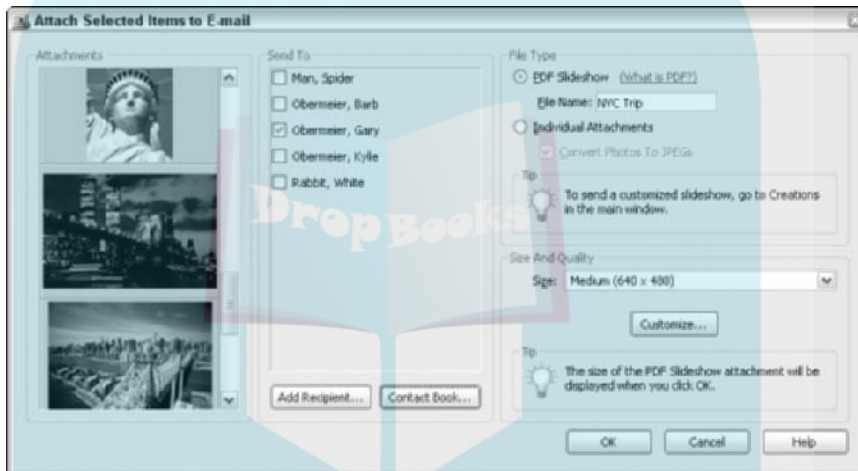 Attach Selected Items to E-mail
Attachments
Send To
Man, Spider
Obermeier, Barb
Obermeier, Gary
Obermeier, Kylie
Rabbit, White
Add Recipient...
Contact Book...
File Type
PDF Slideshow (What is PDF?)
File Name: NYC Trip
Individual Attachments
Convert Photos To JPEGs
Tip
To send a customized slideshow, go to Creations
in the main window.
Size And Quality
Size: Medium (640 x 480)
Customize...
Tip
The size of the PDF Slideshow attachment will be
displayed when you click OK.
OK
Cancel
Help
DropBooks